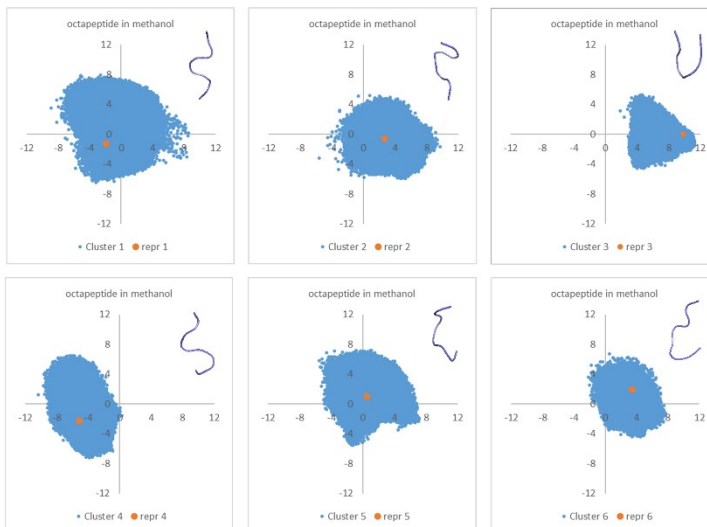 octapeptide in methanol
12
8
4
0
-12 -8 -4 0 4 8 12
-4
-8
-12
Cluster 1 repr 1
octapeptide in methanol
12
8
4
0
-12 -8 -4 0 4 8 12
-4
-8
-12
Cluster 2 repr 2
octapeptide in methanol
12
8
4
0
-12 -8 -4 0 4 8 12
-4
-8
-12
Cluster 3 repr 3
octapeptide in methanol
12
8
4
0
-12 -8 -4 0 4 8 12
-4
-8
-12
Cluster 4 repr 4
octapeptide in methanol
12
8
4
0
-12 -8 -4 0 4 8 12
-4
-8
-12
Cluster 5 repr 5
octapeptide in methanol
12
8
4
0
-12 -8 -4 0 4 8 12
-4
-8
-12
Cluster 6 repr 6